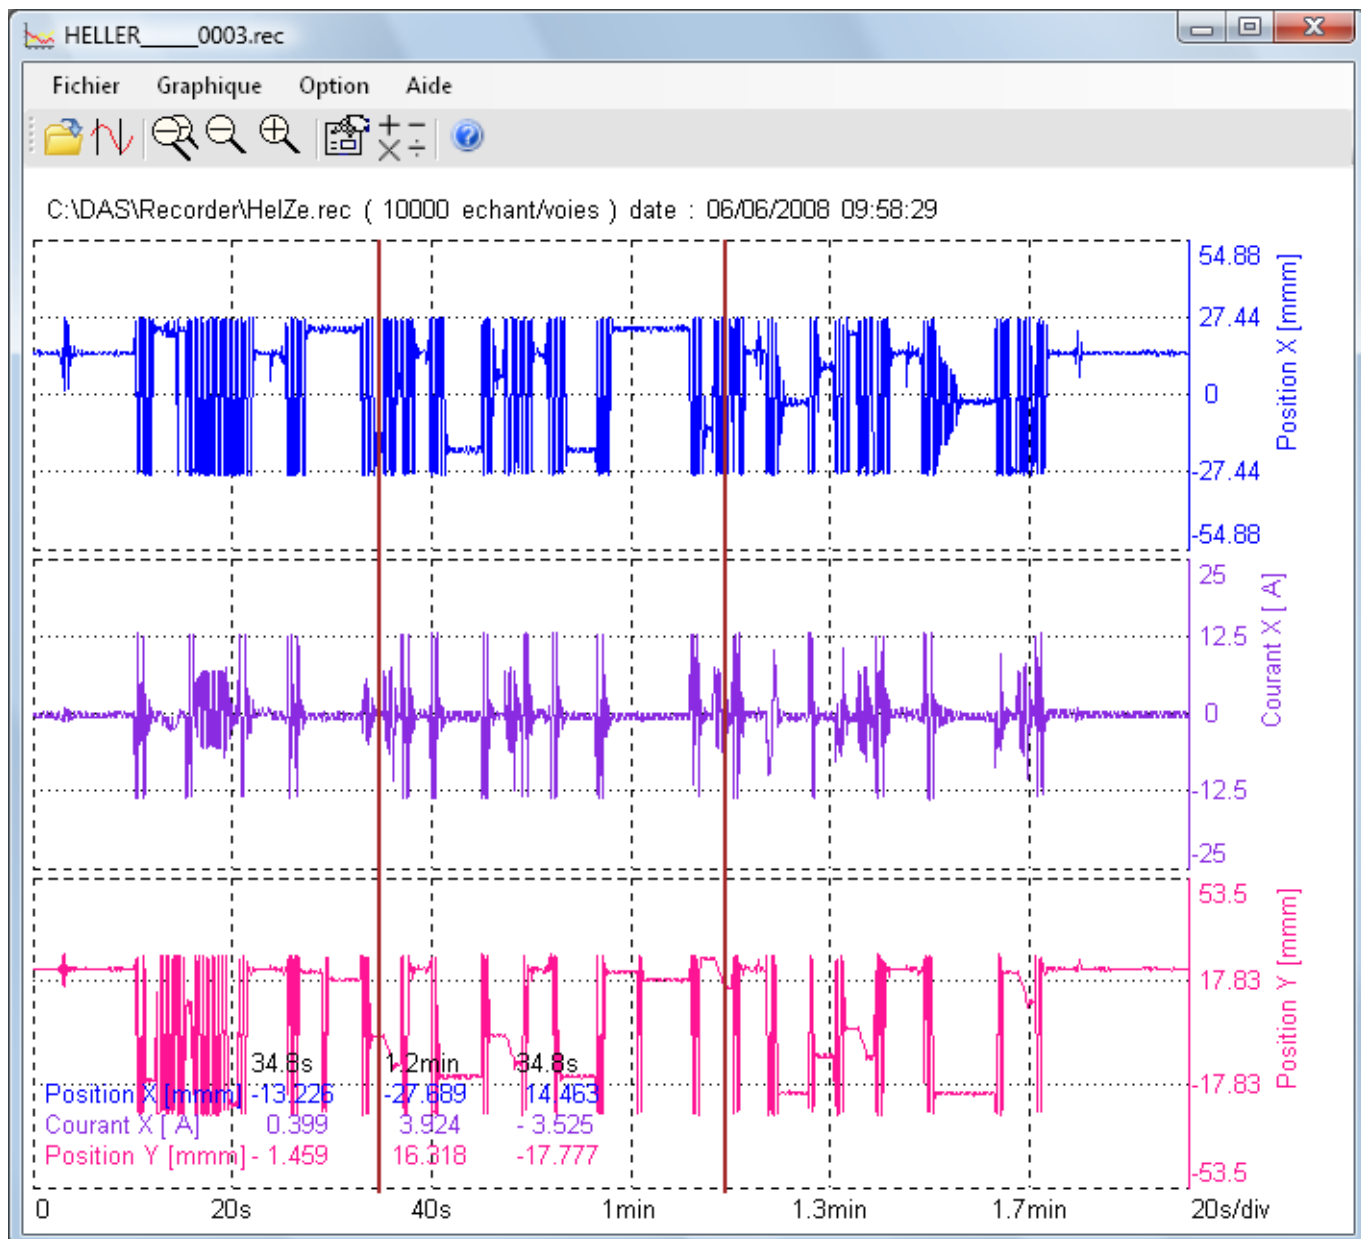 HELLER_____0003.rec
Fichier Graphique Option Aide
C:\DAS\Recorder\HelZe.rec ( 10000 echant/voies ) date : 06/06/2008 09:58:29
54.88
27.44
0
-27.44
-54.88
Position X [mmm]
25
12.5
0
-12.5
-25
Courant X [ A]
53.5
17.83
-17.83
-53.5
Position Y [mmm]
34.8s 1.2min 34.8s
Position X [mmm] -13.226 -27.689 14.463
Courant X [ A] 0.399 3.924 - 3.525
Position Y [mmm] - 1.459 16.318 -17.777
0 20s 40s 1min 1.3min 1.7min 20s/div